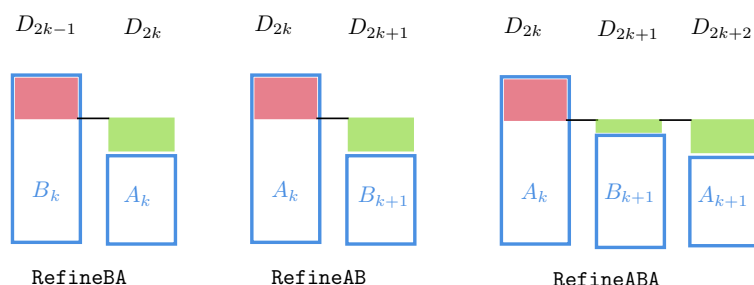 D_{2k-1} D_{2k} D_{2k} D_{2k+1} D_{2k} D_{2k+1} D_{2k+2}
B_k A_k A_k B_{k+1} A_k B_{k+1} A_{k+1}
RefineBA RefineAB RefineABA